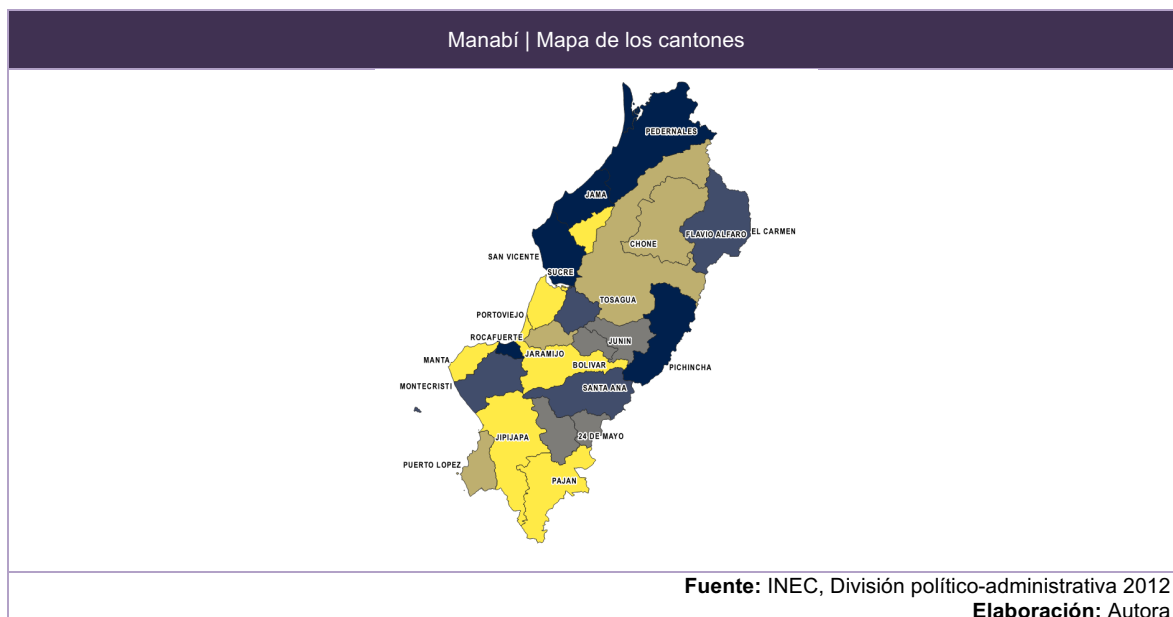 Manabí | Mapa de los cantones
PEDERNALES
JAMA
FLAVIO ALFARO
EL CARMEN
CHONE
SAN VICENTE
SUCRE
TOSAGUA
PORTOVIEJO
ROCAFUERTE
JUNIN
JARAMIJO
MANTA
BOLIVAR
PICHINCHA
MONTECRISTI
SANTA ANA
24 DE MAYO
JIPIJAPA
PUERTO LOPEZ
PAJAN
Fuente: INEC, División político-administrativa 2012
Elaboración: Autora